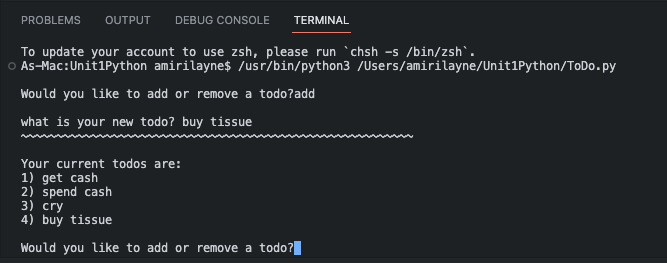 PROBLEMS OUTPUT DEBUG CONSOLE TERMINAL
To update your account to use zsh, please run `chsh -s /bin/zsh`.
As-Mac:Unit1Python amirilayne$ /usr/bin/python3 /Users/amirilayne/Unit1Python/ToDo.py
Would you like to add or remove a todo?add
what is your new todo? buy tissue
~~~~~~~~~~~~~~~~~~~~~~~~~~~~~~~~~~~~~~~~~~~~~~~~~~~~~~~~
Your current todos are:
1) get cash
2) spend cash
3) cry
4) buy tissue
Would you like to add or remove a todo?